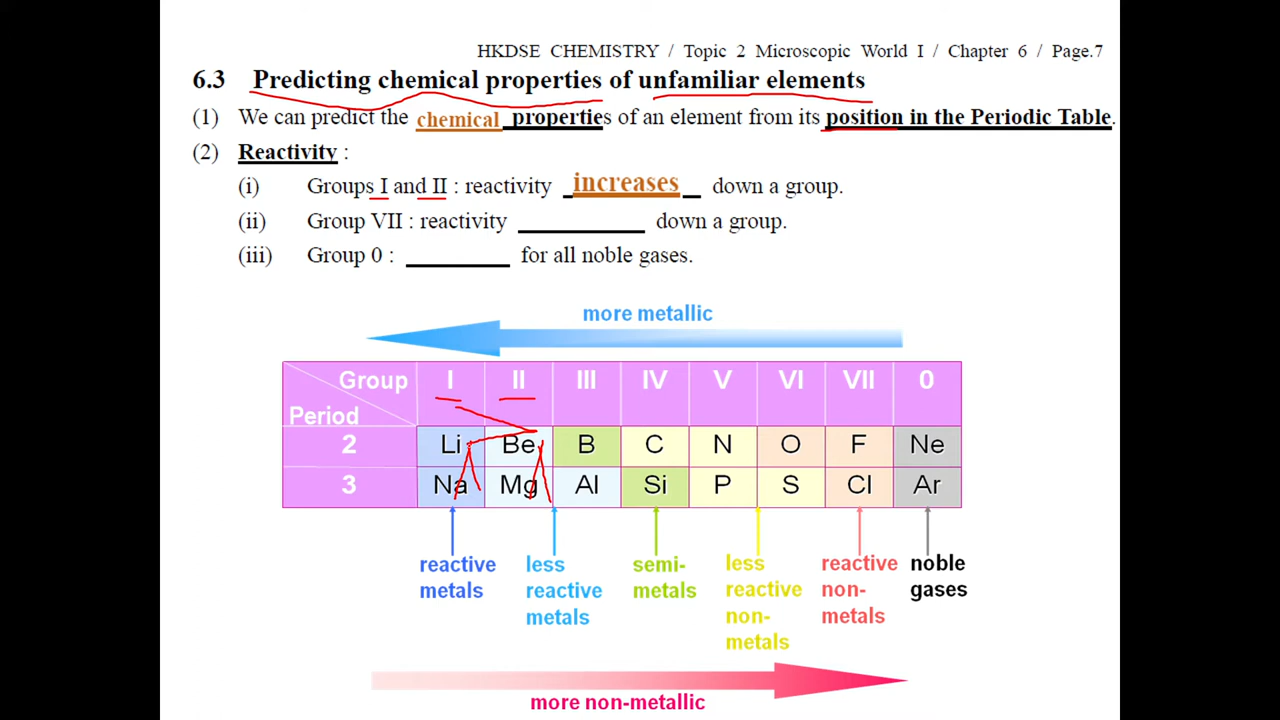 HKDSE CHEMISTRY / Topic 2 Microscopic World I / Chapter 6 / Page.7
6.3 Predicting chemical properties of unfamiliar elements
(1) We can predict the chemical properties of an element from its position in the Periodic Table.
(2) Reactivity :
(i) Groups I and II : reactivity increases down a group.
(ii) Group VII : reactivity ____________ down a group.
(iii) Group 0 : __________ for all noble gases.
more metallic
Group I II III IV V VI VII 0
Period
2 Li Be B C N O F Ne
3 Na Mg Al Si P S Cl Ar
reactive metals
less reactive metals
semi-metals
less reactive non-metals
reactive non-metals
noble gases
more non-metallic